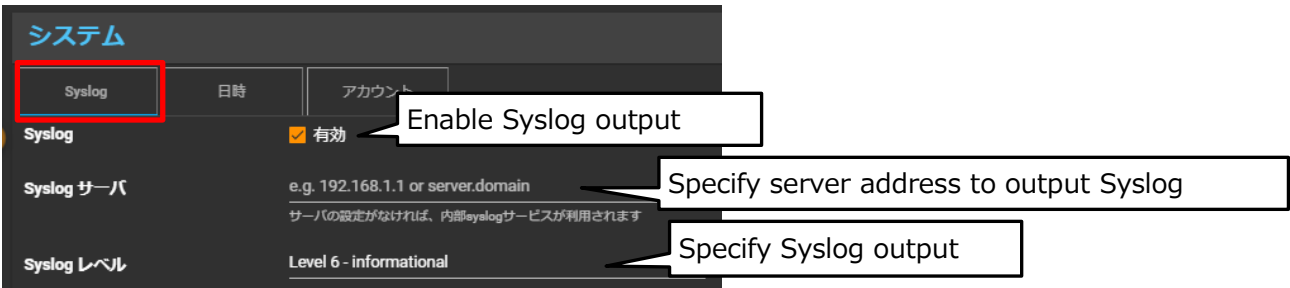 システム
Syslog 日時 アカウント
Syslog 有効 Enable Syslog output
Syslog サーバ e.g. 192.168.1.1 or server.domain Specify server address to output Syslog
サーバの設定がなければ、内部syslogサービスが利用されます
Syslog レベル Level 6 - informational Specify Syslog output